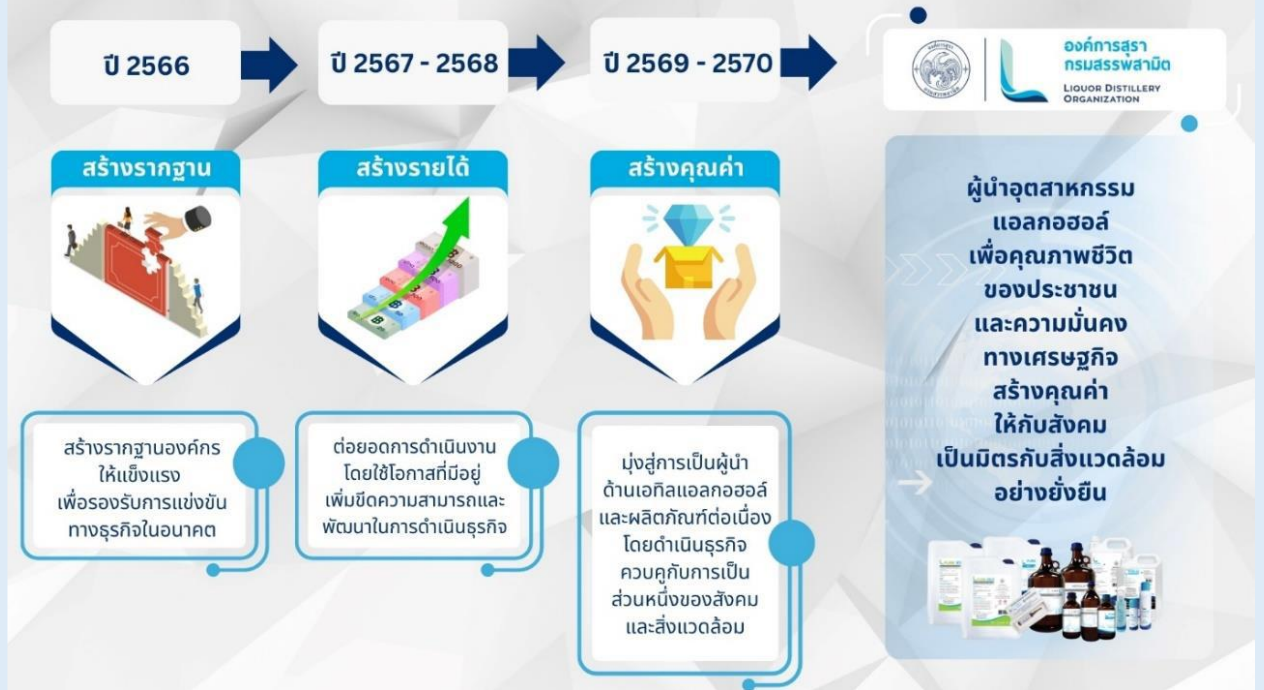 ปี 2566
ปี 2567 - 2568
ปี 2569 - 2570
องค์การสุรา
กรมสรรพสามิต
LIQUOR DISTILLERY
ORGANIZATION
สร้างรากฐาน
สร้างรายได้
สร้างคุณค่า
สร้างรากฐานองค์กร
ให้แข็งแรง
เพื่อรองรับการแข่งขัน
ทางธุรกิจในอนาคต
ต่อยอดการดำเนินงาน
โดยใช้โอกาสที่มีอยู่
เพิ่มขีดความสามารถและ
พัฒนาในการดำเนินธุรกิจ
มุ่งสู่การเป็นผู้นำ
ด้านเอทิลแอลกอฮอล์
และผลิตภัณฑ์ต่อเนื่อง
โดยดำเนินธุรกิจ
ควบคู่กับการเป็น
ส่วนหนึ่งของสังคม
และสิ่งแวดล้อม
ผู้นำอุตสาหกรรม
แอลกอฮอล์
เพื่อคุณภาพชีวิต
ของประชาชน
และความมั่นคง
ทางเศรษฐกิจ
สร้างคุณค่า
ให้กับสังคม
เป็นมิตรกับสิ่งแวดล้อม
อย่างยั่งยืน